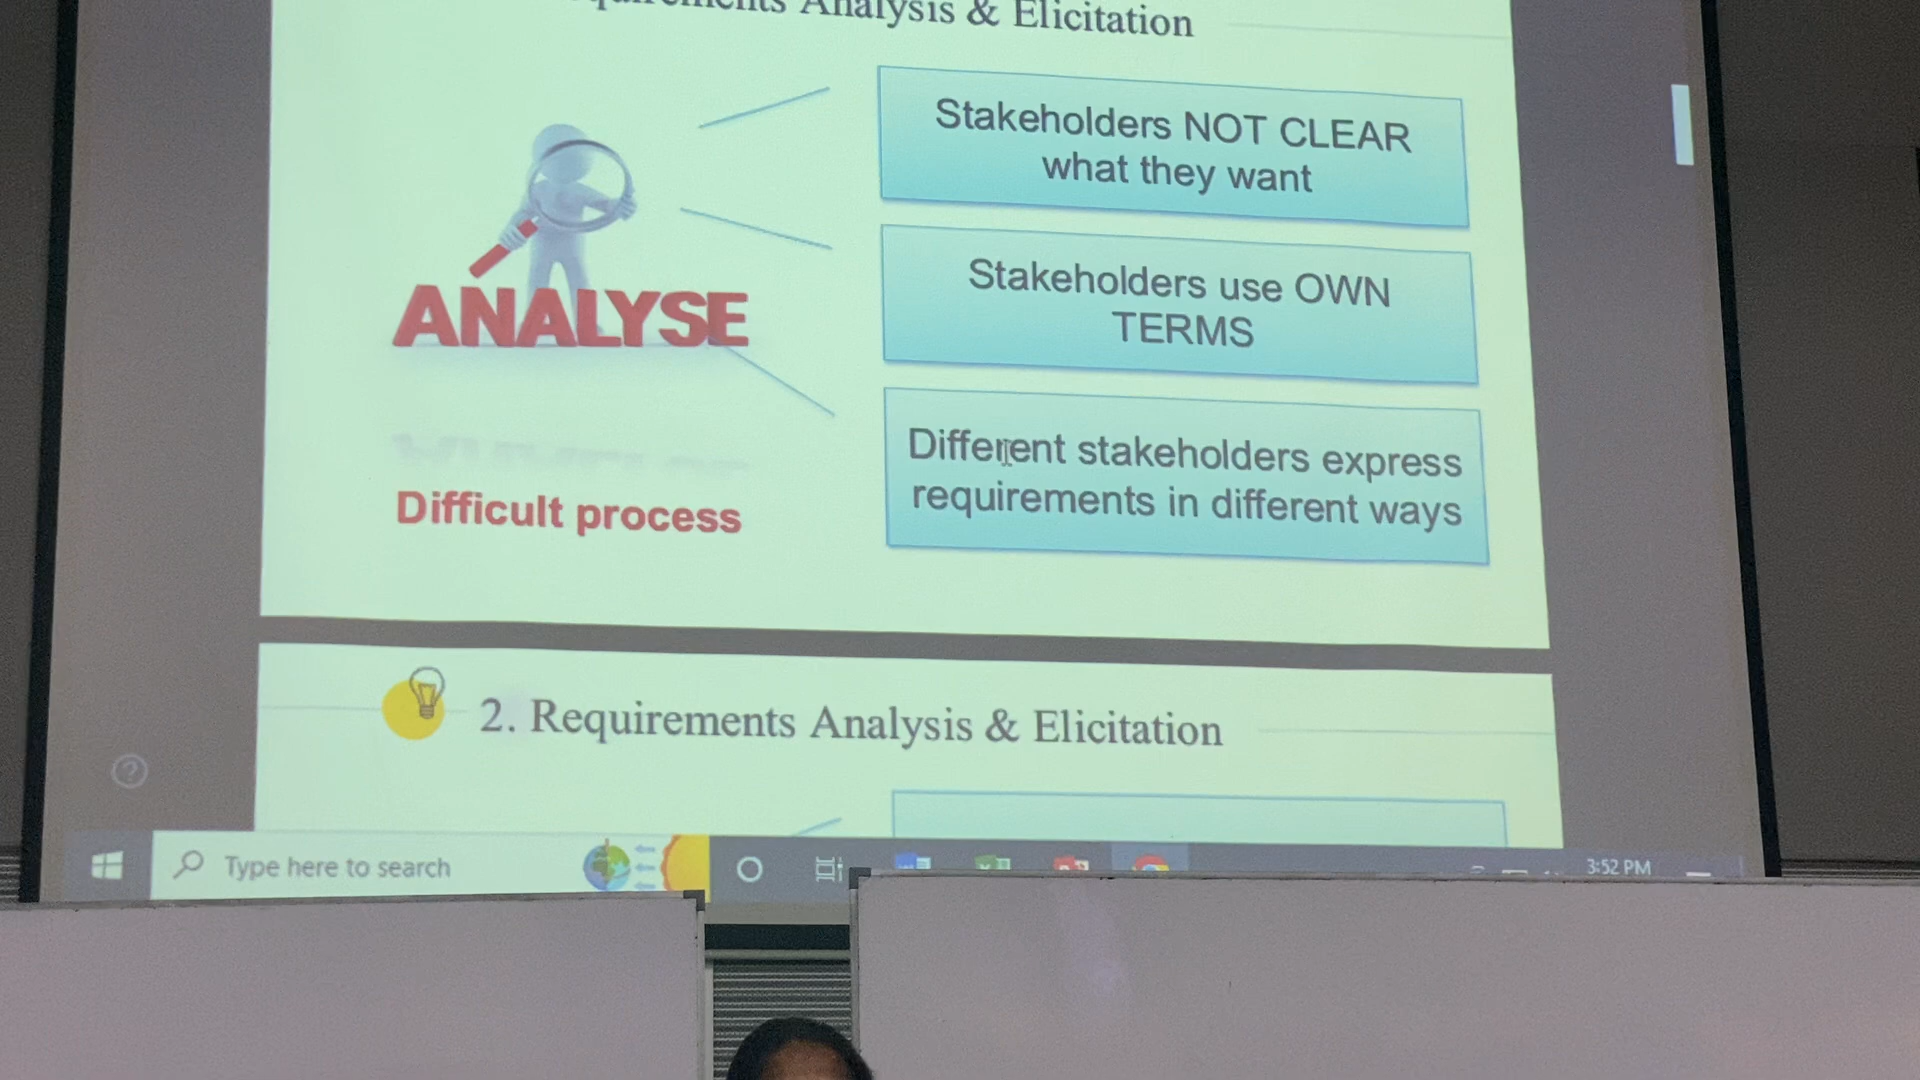 Analysis & Elicitation
Stakeholders NOT CLEAR
what they want
Stakeholders use OWN
TERMS
Different stakeholders express
requirements in different ways
ANALYSE
Difficult process
2. Requirements Analysis & Elicitation
Type here to search
3:52 PM